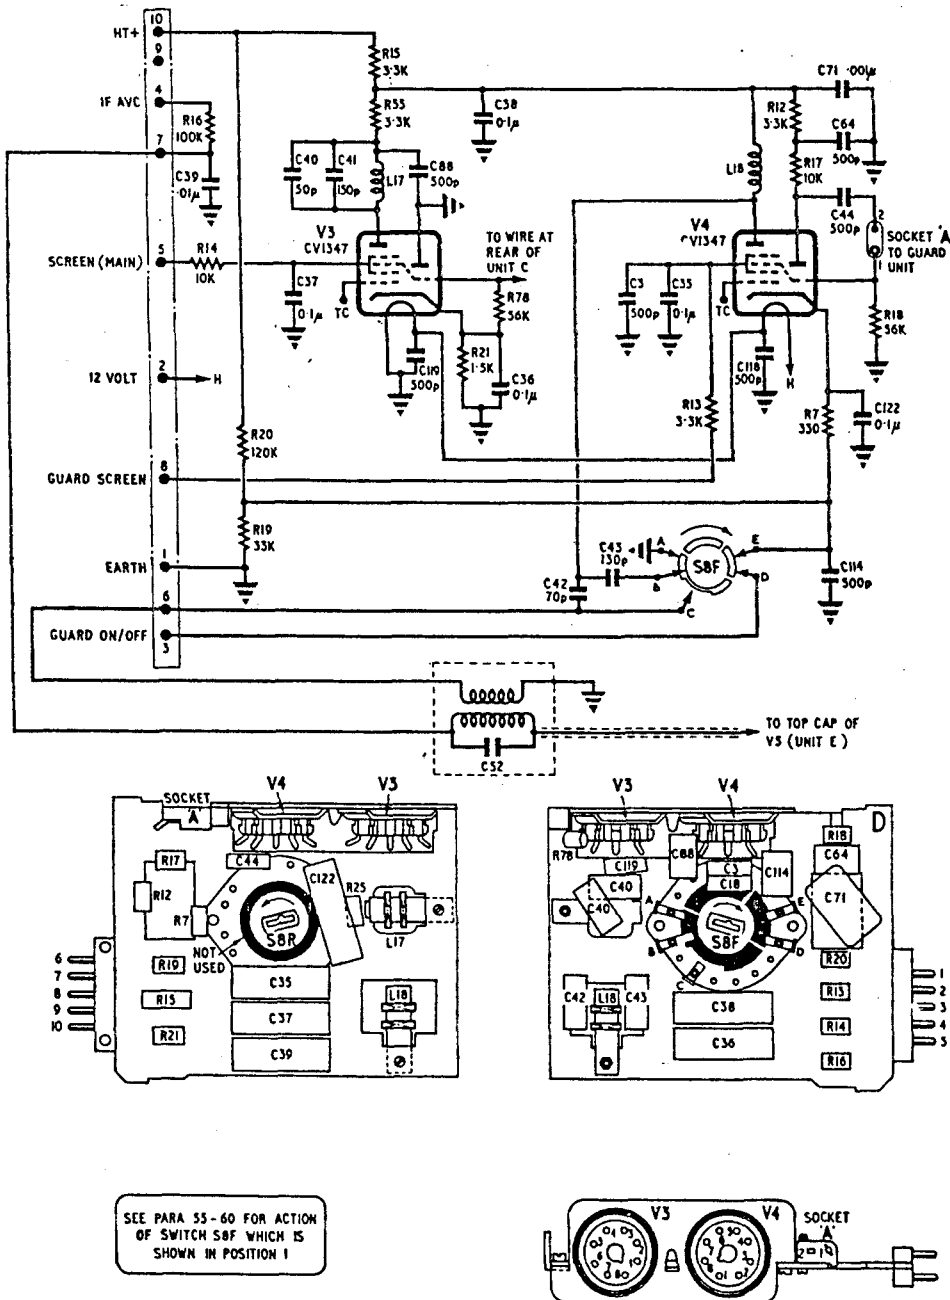 10
HT+
9
4
IF AVC
R16
100K
7
C39
.01μ
R15
3.3K
R55
3.3K
C38
0.1μ
C40
50p
C41
150p
L17
C88
500p
C71 .001μ
R12
3.3K
C64
500p
L18
R17
10K
C44
500p
2
SOCKET 'A'
TO GUARD
UNIT
1
V3
CV1347
TO WIRE AT
REAR OF
UNIT C
V4
CV1347
5
SCREEN (MAIN)
R14
10K
C37
0.1μ
TC
R78
56K
C3
500p
C35
0.1μ
TC
R18
56K
C119
500p
R21
1.5K
C36
0.1μ
C118
500p
H
2
12 VOLT
H
R13
3.3K
R7
330
C122
0.1μ
R20
120K
8
GUARD SCREEN
R19
33K
1
EARTH
C43
130p
A
E
S8F
B
D
C
C42
70p
C114
500p
6
GUARD ON/OFF
3
C52
TO TOP CAP OF
V5 (UNIT E)
SOCKET
'A'
V4
V3
R17
C44
R12
C122
R25
R7
S8R
L17
NOT
USED
R19
C35
R15
C37
L18
R21
C39
6
7
8
9
10
V3
V4
D
R78
C119
C88
C3
C18
C114
R18
C64
C40
C40
C71
A
E
S8F
B
D
C
R20
C42
L18
C43
C38
R13
R14
C36
R16
1
2
3
4
5
SEE PARA 55-60 FOR ACTION
OF SWITCH S8F WHICH IS
SHOWN IN POSITION 1
V3
V4
SOCKET
'A'
2
1